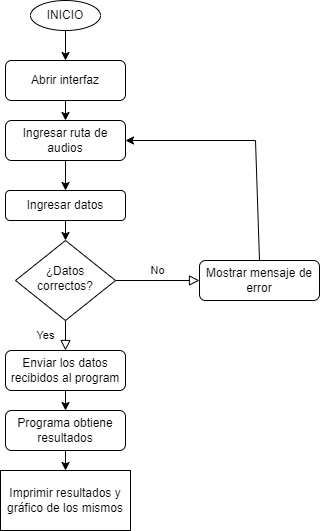 INICIO
Abrir interfaz
Ingresar ruta de
audios
Ingresar datos
¿Datos
correctos?
No
Mostrar mensaje de
error
Yes
Enviar los datos
recibidos al program
Programa obtiene
resultados
Imprimir resultados y
gráfico de los mismos